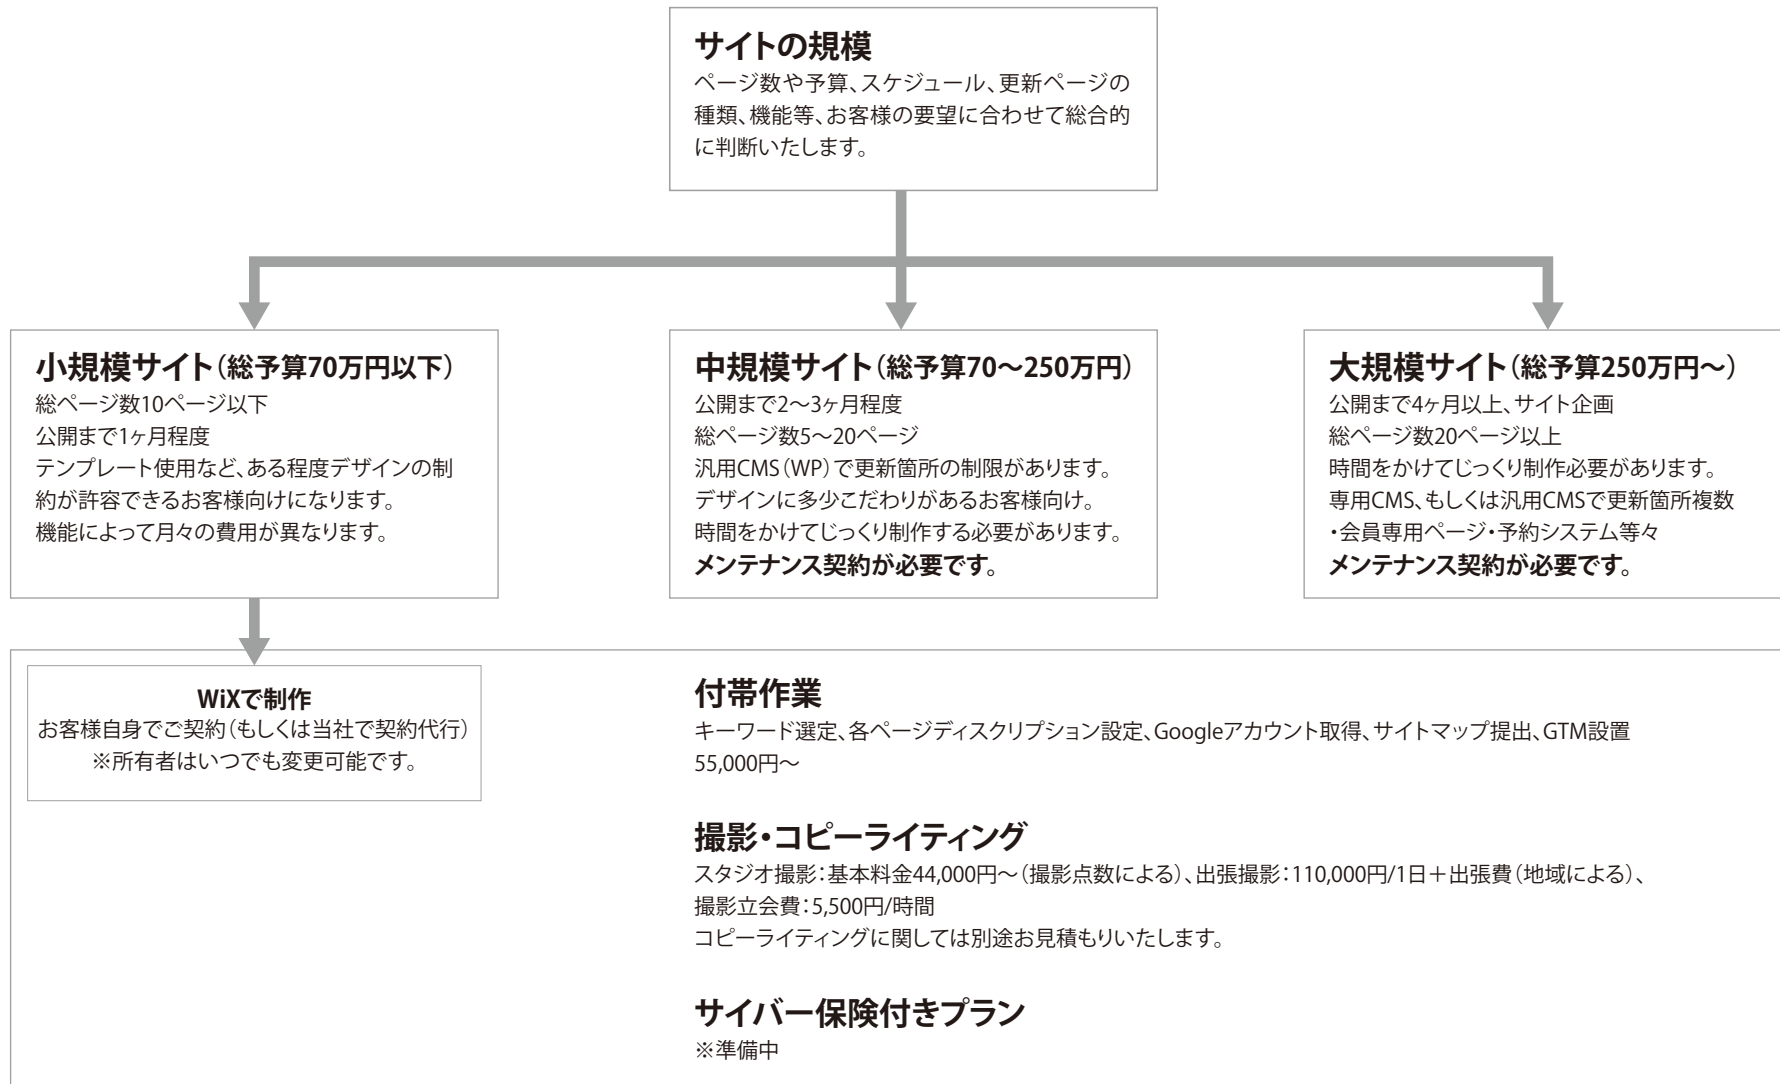 サイトの規模
ページ数や予算、スケジュール、更新ページの
種類、機能等、お客様の要望に合わせて総合的
に判断いたします。
小規模サイト（総予算70万円以下）
総ページ数10ページ以下
公開まで1ヶ月程度
テンプレート使用など、ある程度デザインの制
約が許容できるお客様向けになります。
機能によって月々の費用が異なります。
中規模サイト（総予算70〜250万円）
公開まで2〜3ヶ月程度
総ページ数5〜20ページ
汎用CMS（WP）で更新箇所の制限があります。
デザインに多少こだわりがあるお客様向け。
時間をかけてじっくり制作する必要があります。
メンテナンス契約が必要です。
大規模サイト（総予算250万円〜）
公開まで4ヶ月以上、サイト企画
総ページ数20ページ以上
時間をかけてじっくり制作必要があります。
専用CMS、もしくは汎用CMSで更新箇所複数
・会員専用ページ・予約システム等々
メンテナンス契約が必要です。
WiXで制作
お客様自身でご契約（もしくは当社で契約代行）
※所有者はいつでも変更可能です。
付帯作業
キーワード選定、各ページディスクリプション設定、Googleアカウント取得、サイトマップ提出、GTM設置
55,000円〜
撮影・コピーライティング
スタジオ撮影：基本料金44,000円〜（撮影点数による）、出張撮影：110,000円/1日＋出張費（地域による）、
撮影立会費：5,500円/時間
コピーライティングに関しては別途お見積もりいたします。
サイバー保険付きプラン
※準備中